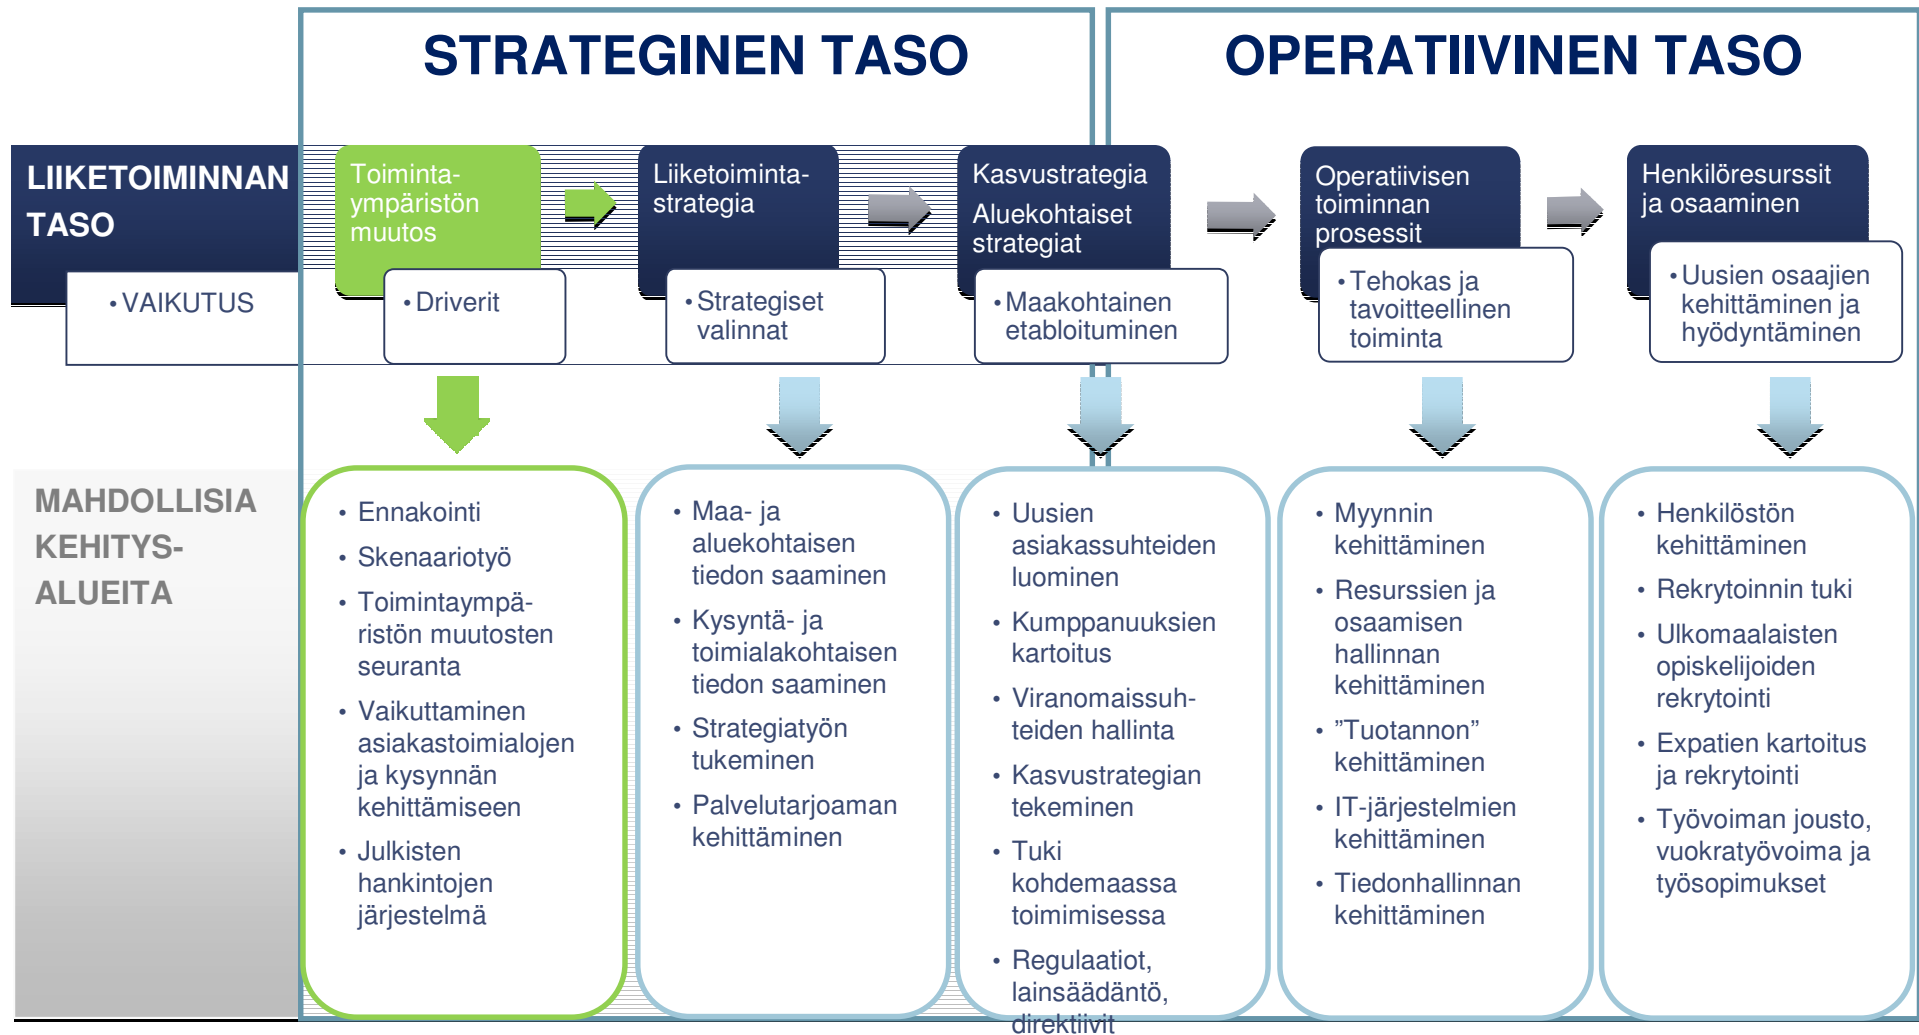 STRATEGINEN TASO
OPERATIIVINEN TASO
LIIKETOIMINNAN
TASO
• VAIKUTUS
Toiminta-
ympäristön
muutos
• Driverit
Liiketoiminta-
strategia
• Strategiset
valinnat
Kasvustrategia
Aluekohtaiset
strategiat
• Maakohtainen
etabloituminen
Operatiivisen
toiminnan
prosessit
• Tehokas ja
tavoitteellinen
toiminta
Henkilöresurssit
ja osaaminen
• Uusien osaajien
kehittäminen ja
hyödyntäminen
MAHDOLLISIA
KEHITYS-
ALUEITA
• Ennakointi
• Skenaariotyö
• Toimintaympä-
ristön muutosten
seuranta
• Vaikuttaminen
asiakastoimialojen
ja kysynnän
kehittämiseen
• Julkisten
hankintojen
järjestelmä
• Maa- ja
aluekohtaisen
tiedon saaminen
• Kysyntä- ja
toimialakohtaisen
tiedon saaminen
• Strategiatyön
tukeminen
• Palvelutarjoaman
kehittäminen
• Uusien
asiakassuhteiden
luominen
• Kumppanuuksien
kartoitus
• Viranomaissuh-
teiden hallinta
• Kasvustrategian
tekeminen
• Tuki
kohdemaassa
toimimisessa
• Regulaatiot,
lainsäädäntö,
direktiivit
• Myynnin
kehittäminen
• Resurssien ja
osaamisen
hallinnan
kehittäminen
• ”Tuotannon”
kehittäminen
• IT-järjestelmien
kehittäminen
• Tiedonhallinnan
kehittäminen
• Henkilöstön
kehittäminen
• Rekrytoinnin tuki
• Ulkomaalaisten
opiskelijoiden
rekrytointi
• Expatien kartoitus
ja rekrytointi
• Työvoiman jousto,
vuokratyövoima ja
työsopimukset